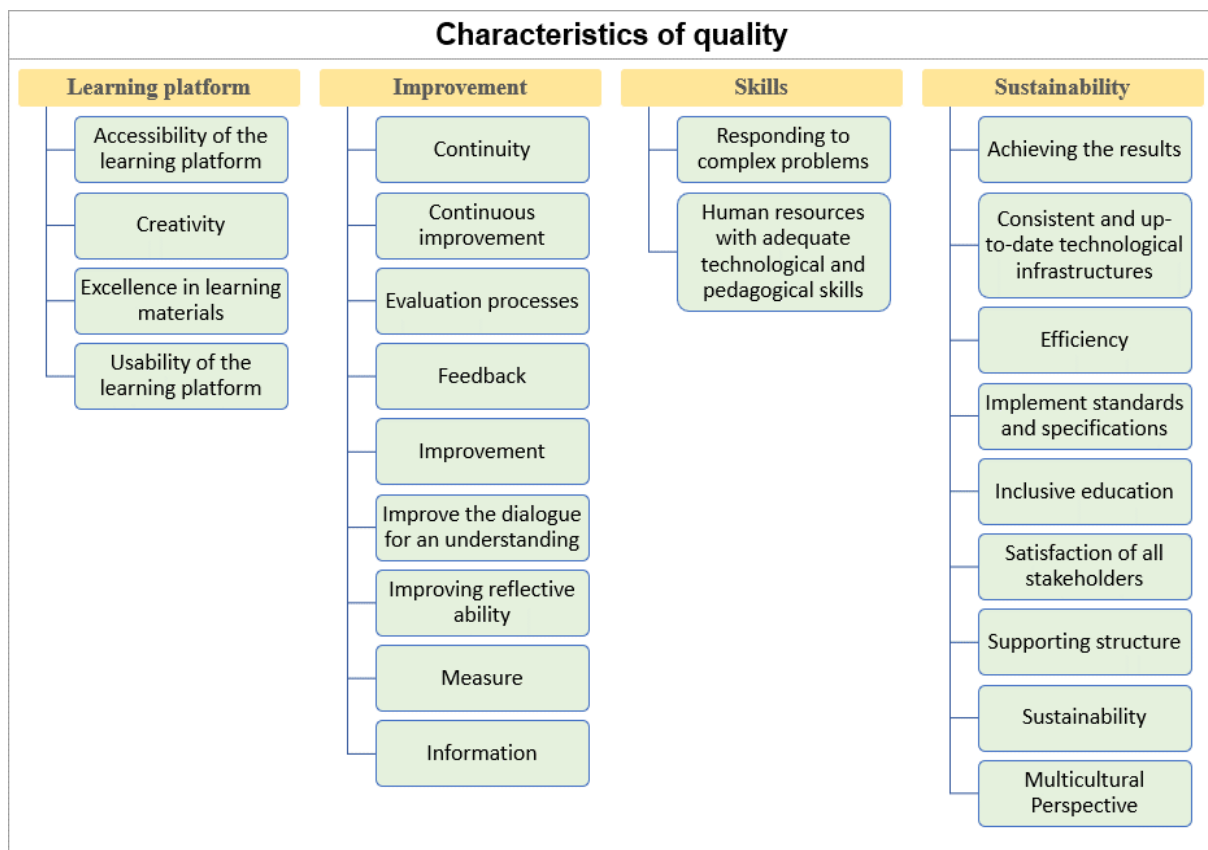 Characteristics of quality
Learning platform
Accessibility of the
learning platform
Creativity
Excellence in learning
materials
Usability of the
learning platform
Improvement
Continuity
Continuous
improvement
Evaluation processes
Feedback
Improvement
Improve the dialogue
for an understanding
Improving reflective
ability
Measure
Information
Skills
Responding to
complex problems
Human resources
with adequate
technological and
pedagogical skills
Sustainability
Achieving the results
Consistent and up-
to-date technological
infrastructures
Efficiency
Implement standards
and specifications
Inclusive education
Satisfaction of all
stakeholders
Supporting structure
Sustainability
Multicultural
Perspective